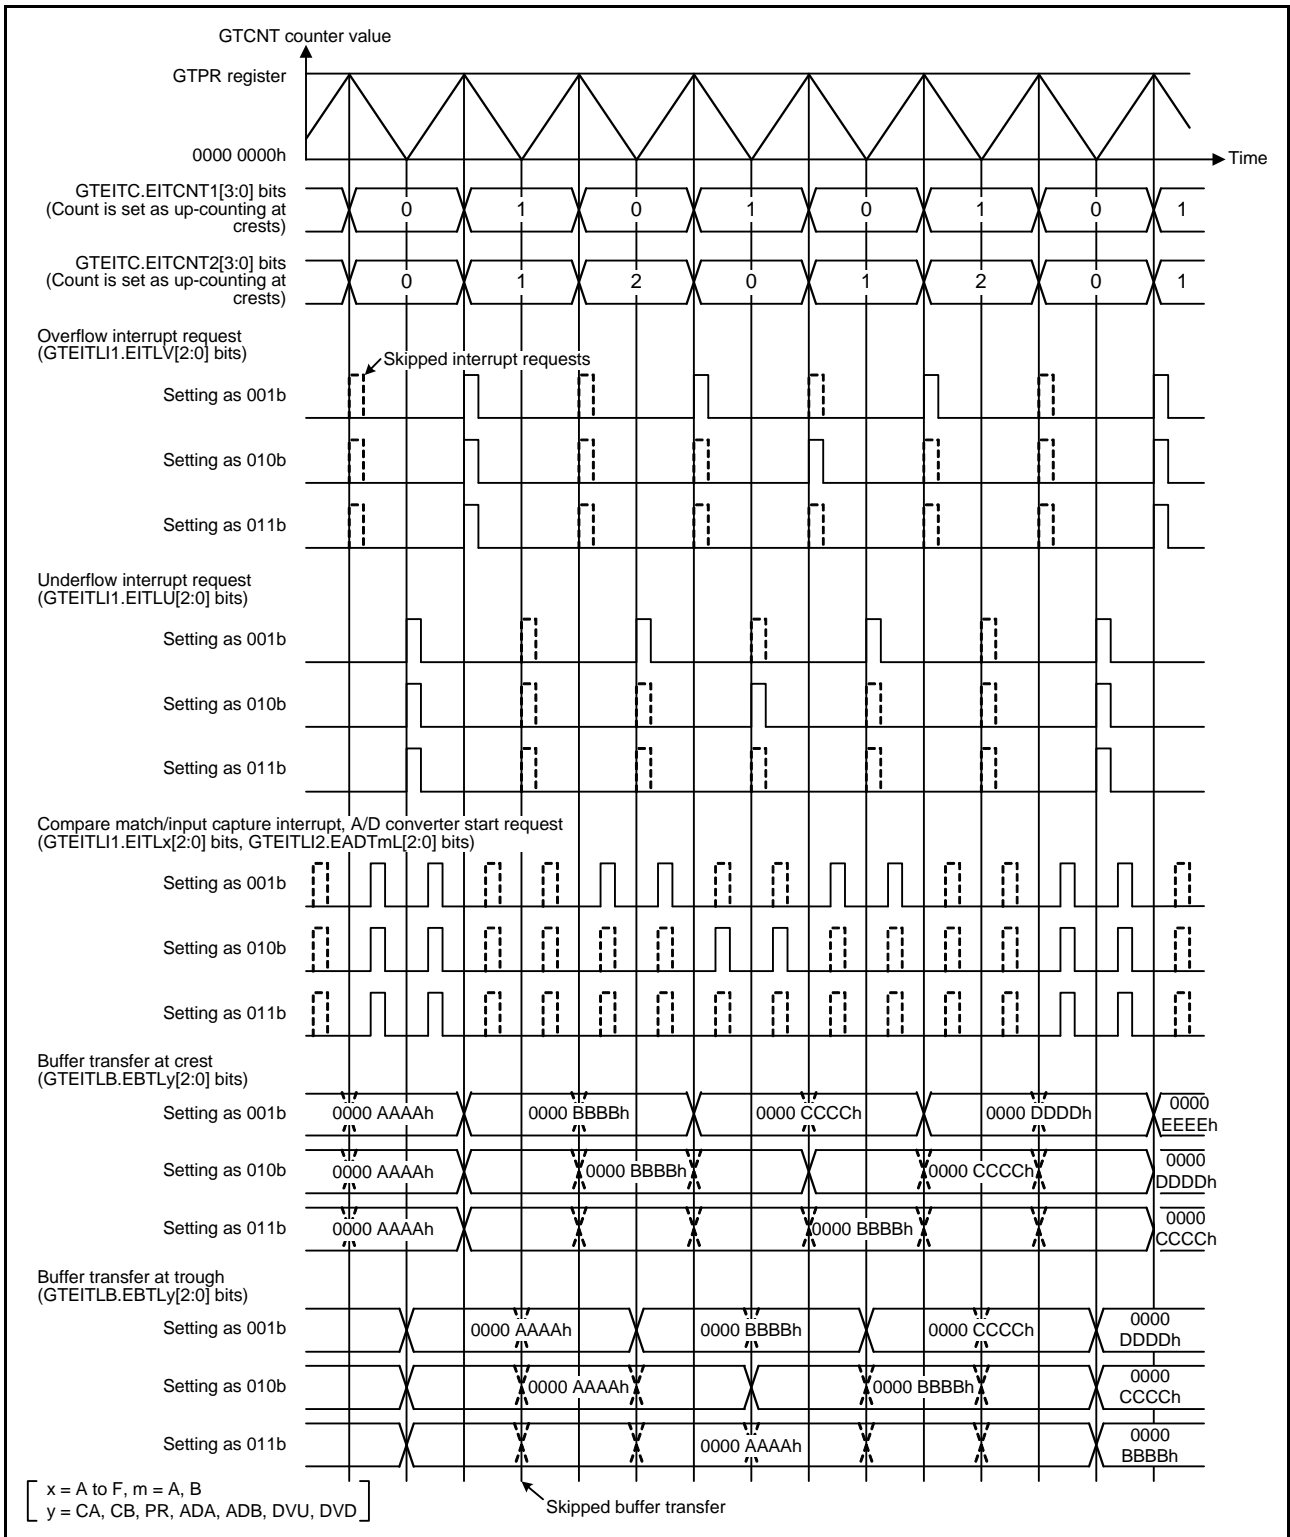 GTCNT counter value
GTPR register
0000 0000h
Time
GTEITC.EITCNT1[3:0] bits
(Count is set as up-counting at
crests)
0 1 0 1 0 1 0 1
GTEITC.EITCNT2[3:0] bits
(Count is set as up-counting at
crests)
0 1 2 0 1 2 0 1
Overflow interrupt request
(GTEITLI1.EITLV[2:0] bits)
Skipped interrupt requests
Setting as 001b
Setting as 010b
Setting as 011b
Underflow interrupt request
(GTEITLI1.EITLU[2:0] bits)
Setting as 001b
Setting as 010b
Setting as 011b
Compare match/input capture interrupt, A/D converter start request
(GTEITLI1.EITLx[2:0] bits, GTEITLI2.EADTmL[2:0] bits)
Setting as 001b
Setting as 010b
Setting as 011b
Buffer transfer at crest
(GTEITLB.EBTLy[2:0] bits)
Setting as 001b 0000 AAAAh 0000 BBBBh 0000 CCCCh 0000 DDDDh 0000
EEEEh
Setting as 010b 0000 AAAAh 0000 BBBBh 0000 CCCCh 0000
DDDDh
Setting as 011b 0000 AAAAh 0000 BBBBh 0000
CCCCh
Buffer transfer at trough
(GTEITLB.EBTLy[2:0] bits)
Setting as 001b 0000 AAAAh 0000 BBBBh 0000 CCCCh 0000
DDDDh
Setting as 010b 0000 AAAAh 0000 BBBBh 0000
CCCCh
Setting as 011b 0000 AAAAh 0000
BBBBh
x = A to F, m = A, B
y = CA, CB, PR, ADA, ADB, DVU, DVD
Skipped buffer transfer